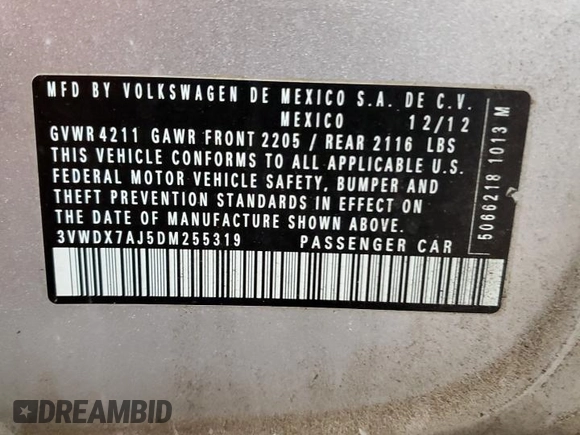 MFD BY VOLKSWAGEN DE MEXICO S.A. DE C.V.
MEXICO 12/12
GVWR 4211 GAWR FRONT 2205 / REAR 2116 LBS
THIS VEHICLE CONFORMS TO ALL APPLICABLE U.S.
FEDERAL MOTOR VEHICLE SAFETY, BUMPER AND
THEFT PREVENTION STANDARDS IN EFFECT ON
THE DATE OF MANUFACTURE SHOWN ABOVE.
3VWDX7AJ5DM255319 PASSENGER CAR
5066218 1013 M
DREAMBID